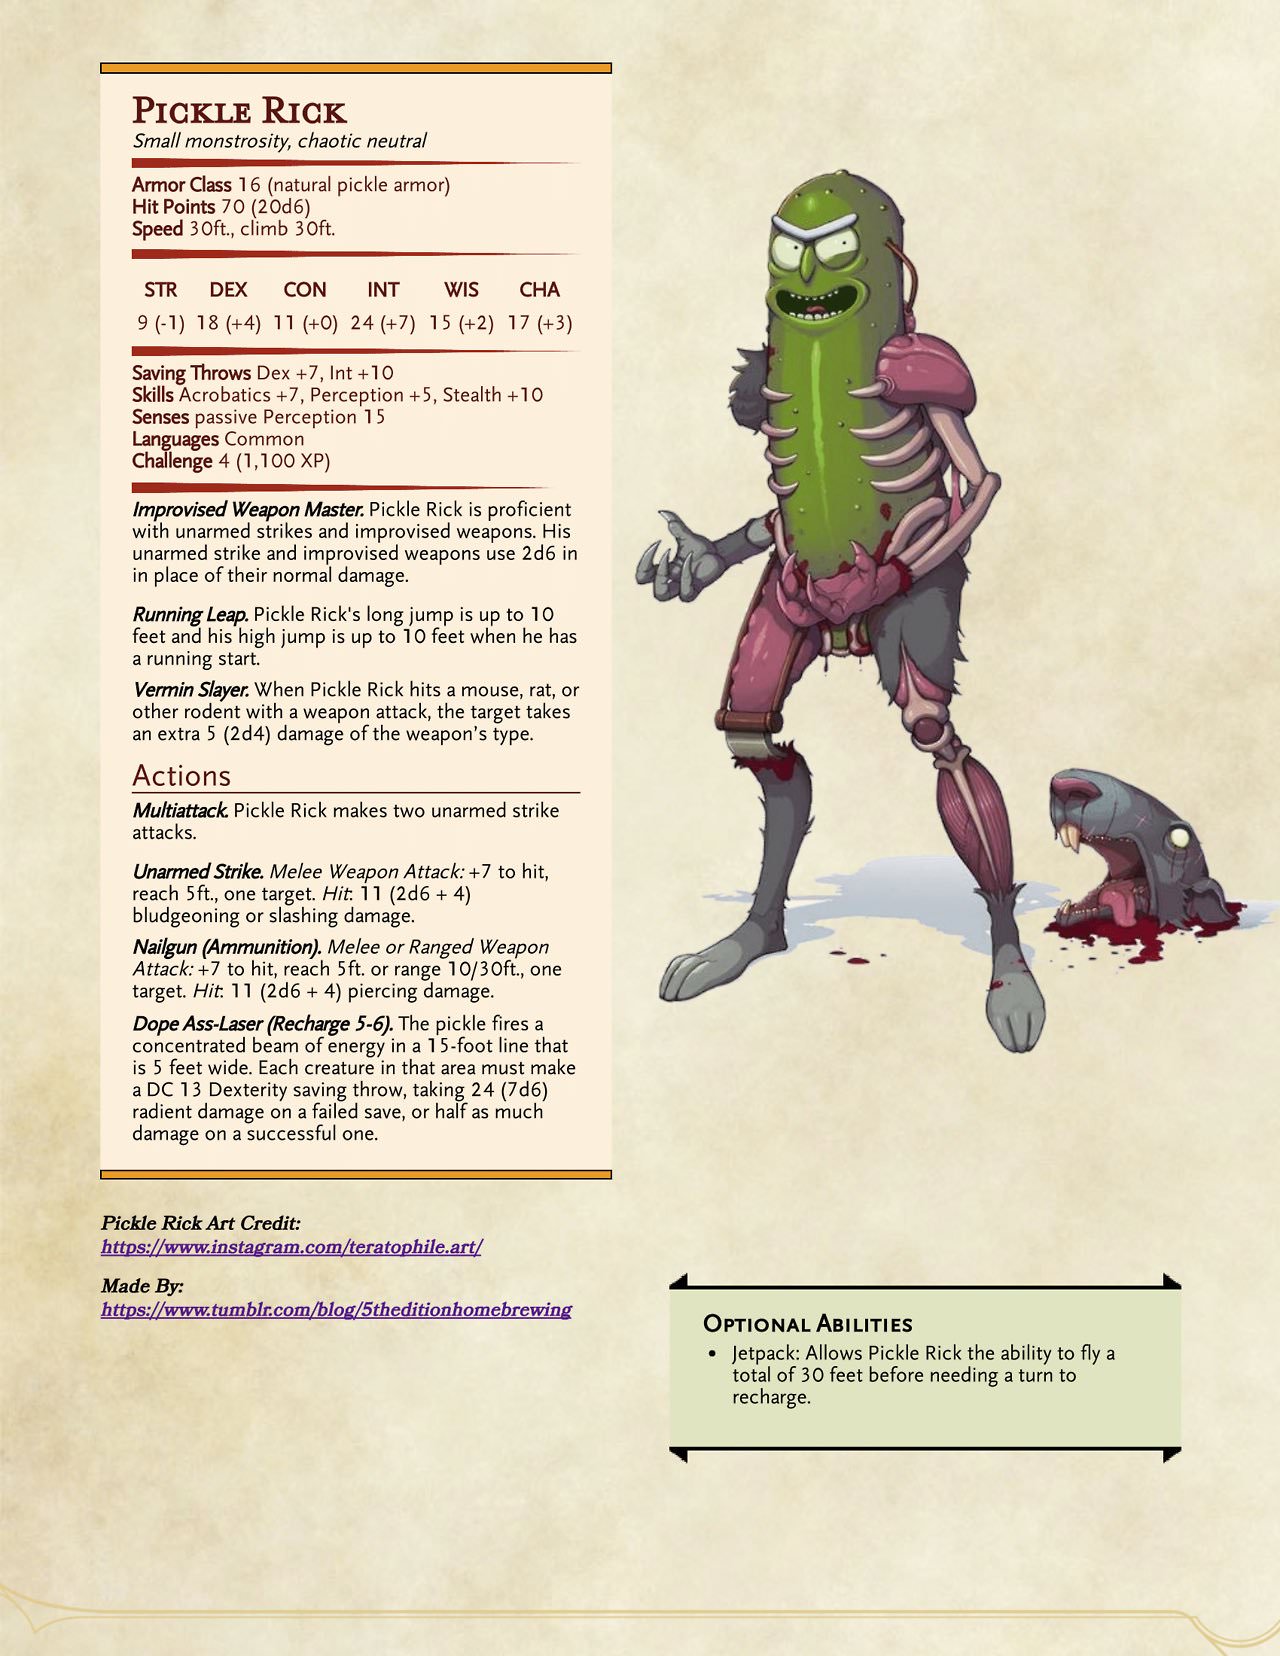 Pickle Rick
Small monstrosity, chaotic neutral
Armor Class 16 (natural pickle armor)
Hit Points 70 (20d6)
Speed 30ft., climb 30ft.
STR DEX CON INT WIS CHA
9 (-1) 18 (+4) 11 (+0) 24 (+7) 15 (+2) 17 (+3)
Saving Throws Dex +7, Int +10
Skills Acrobatics +7, Perception +5, Stealth +10
Senses passive Perception 15
Languages Common
Challenge 4 (1,100 XP)
Improvised Weapon Master. Pickle Rick is proficient
with unarmed strikes and improvised weapons. His
unarmed strike and improvised weapons use 2d6 in
in place of their normal damage.
Running Leap. Pickle Rick's long jump is up to 10
feet and his high jump is up to 10 feet when he has
a running start.
Vermin Slayer. When Pickle Rick hits a mouse, rat, or
other rodent with a weapon attack, the target takes
an extra 5 (2d4) damage of the weapon's type.
Actions
Multiattack. Pickle Rick makes two unarmed strike
attacks.
Unarmed Strike. Melee Weapon Attack: +7 to hit,
reach 5ft., one target. Hit: 11 (2d6 + 4)
bludgeoning or slashing damage.
Nailgun (Ammunition). Melee or Ranged Weapon
Attack: +7 to hit, reach 5ft. or range 10/30ft., one
target. Hit: 11 (2d6 + 4) piercing damage.
Dope Ass-Laser (Recharge 5-6). The pickle fires a
concentrated beam of energy in a 15-foot line that
is 5 feet wide. Each creature in that area must make
a DC 13 Dexterity saving throw, taking 24 (7d6)
radient damage on a failed save, or half as much
damage on a successful one.
Pickle Rick Art Credit:
https://www.instagram.com/teratophile.art/
Made By:
https://www.tumblr.com/blog/5theditionhomebrewing
Optional Abilities
• Jetpack: Allows Pickle Rick the ability to fly a
total of 30 feet before needing a turn to
recharge.